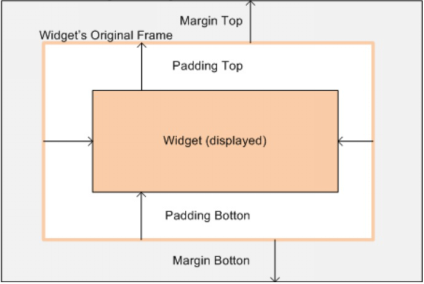 Margin Top
Widget's Original Frame
Padding Top
Widget (displayed)
Padding Botton
Margin Botton